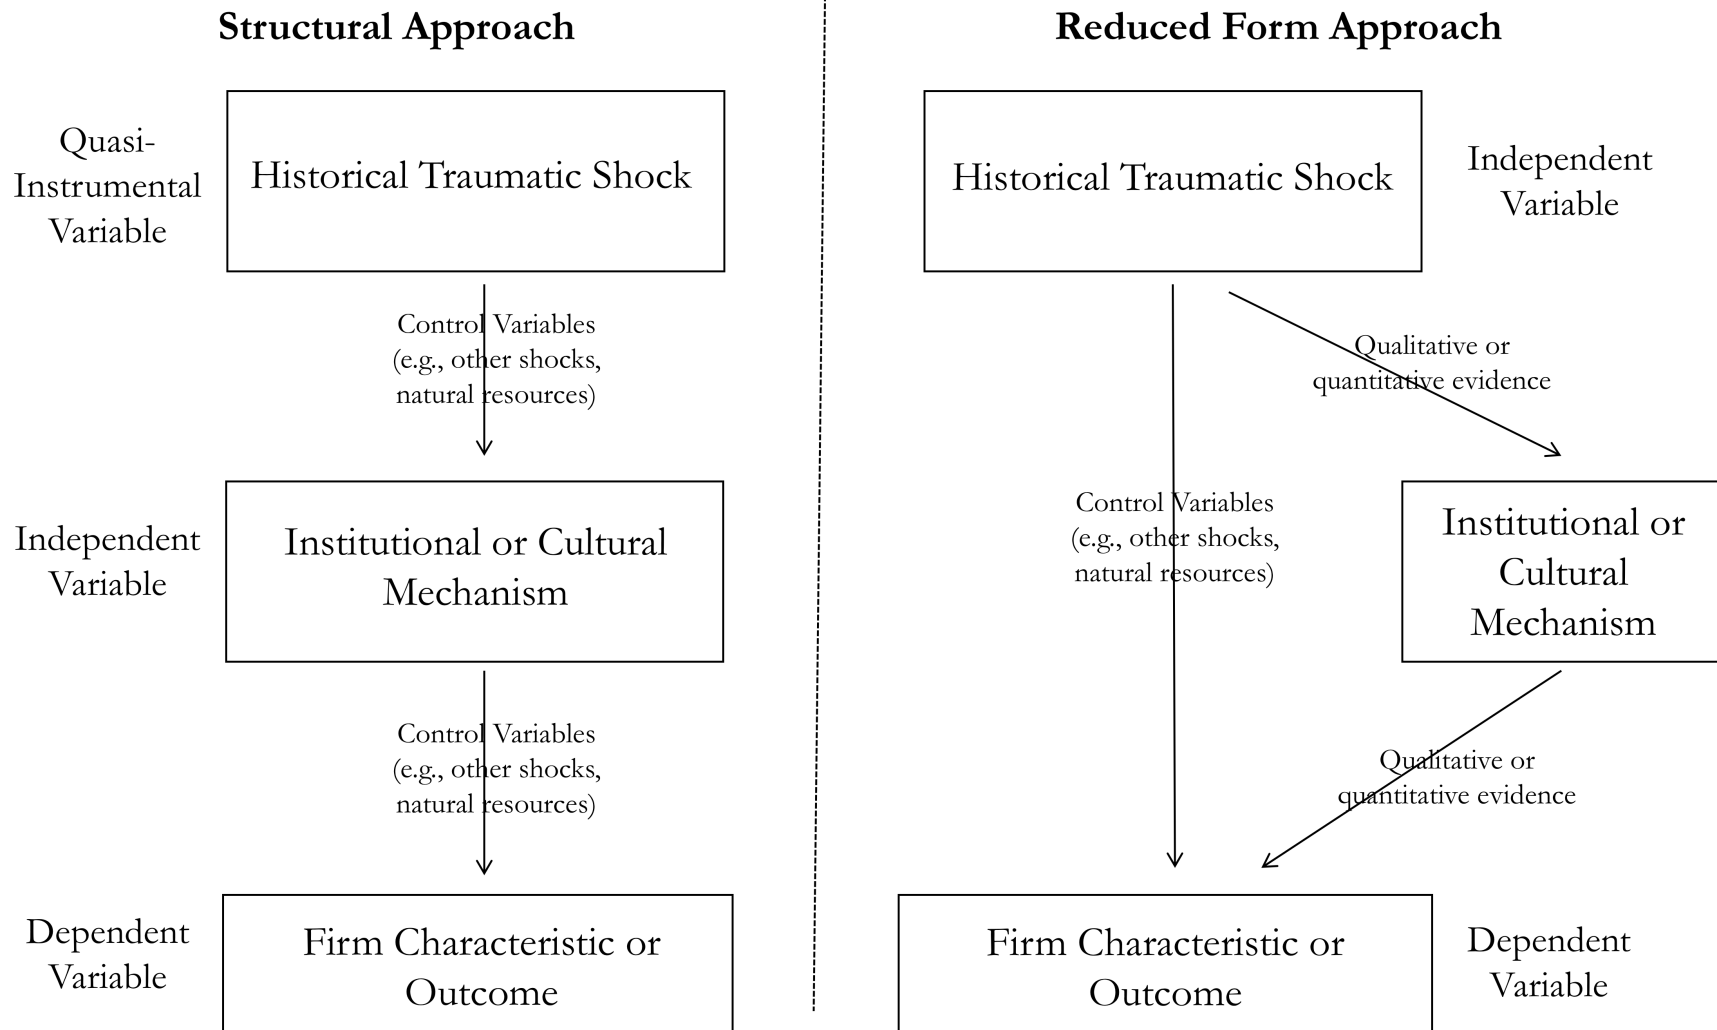 Structural Approach
Quasi-
Instrumental
Variable
Historical Traumatic Shock
Control Variables
(e.g., other shocks,
natural resources)
Independent
Variable
Institutional or Cultural
Mechanism
Control Variables
(e.g., other shocks,
natural resources)
Dependent
Variable
Firm Characteristic or
Outcome
Reduced Form Approach
Historical Traumatic Shock
Independent
Variable
Qualitative or
quantitative evidence
Control Variables
(e.g., other shocks,
natural resources)
Institutional or
Cultural
Mechanism
Qualitative or
quantitative evidence
Firm Characteristic or
Outcome
Dependent
Variable